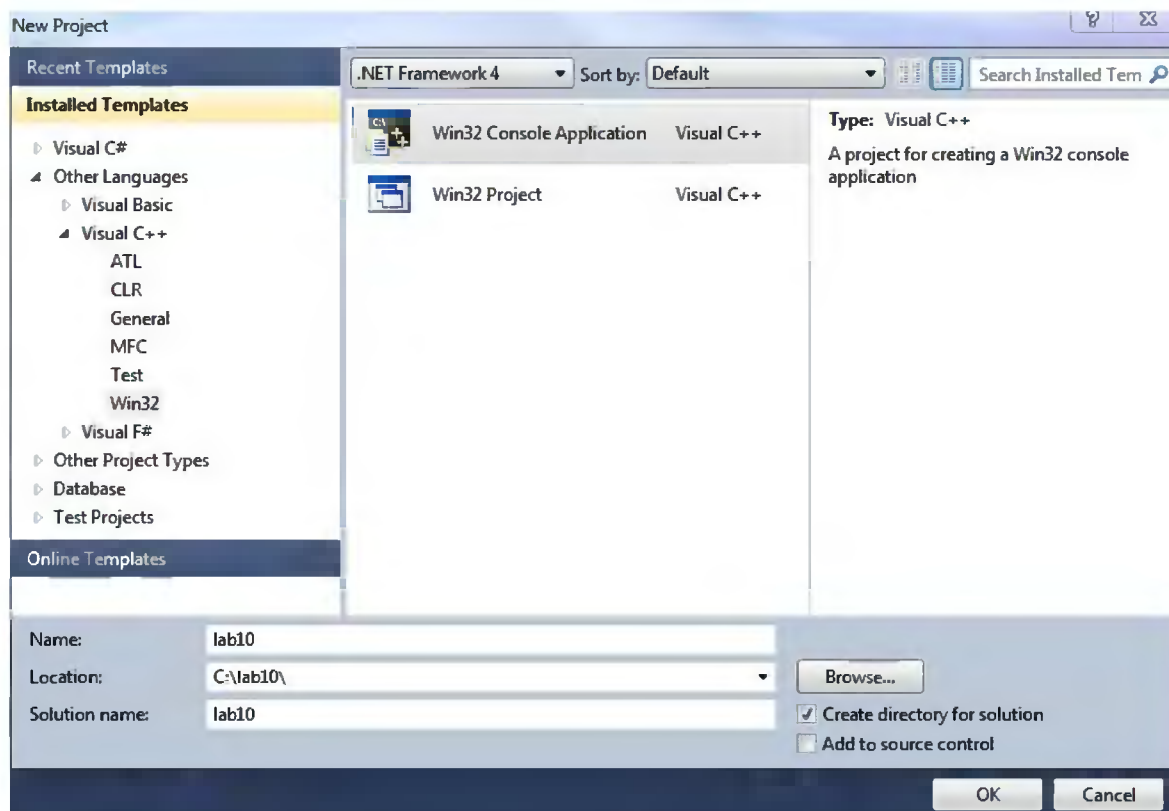 New Project
Recent Templates
Installed Templates
Visual C#
Other Languages
Visual Basic
Visual C++
ATL
CLR
General
MFC
Test
Win32
Visual F#
Other Project Types
Database
Test Projects
Online Templates
.NET Framework 4 Sort by: Default Search Installed Tem
C:\
Win32 Console Application Visual C++
Win32 Project Visual C++
Type: Visual C++
A project for creating a Win32 console
application
Name: lab10
Location: C:\lab10\ Browse...
Solution name: lab10 Create directory for solution
Add to source control
OK Cancel